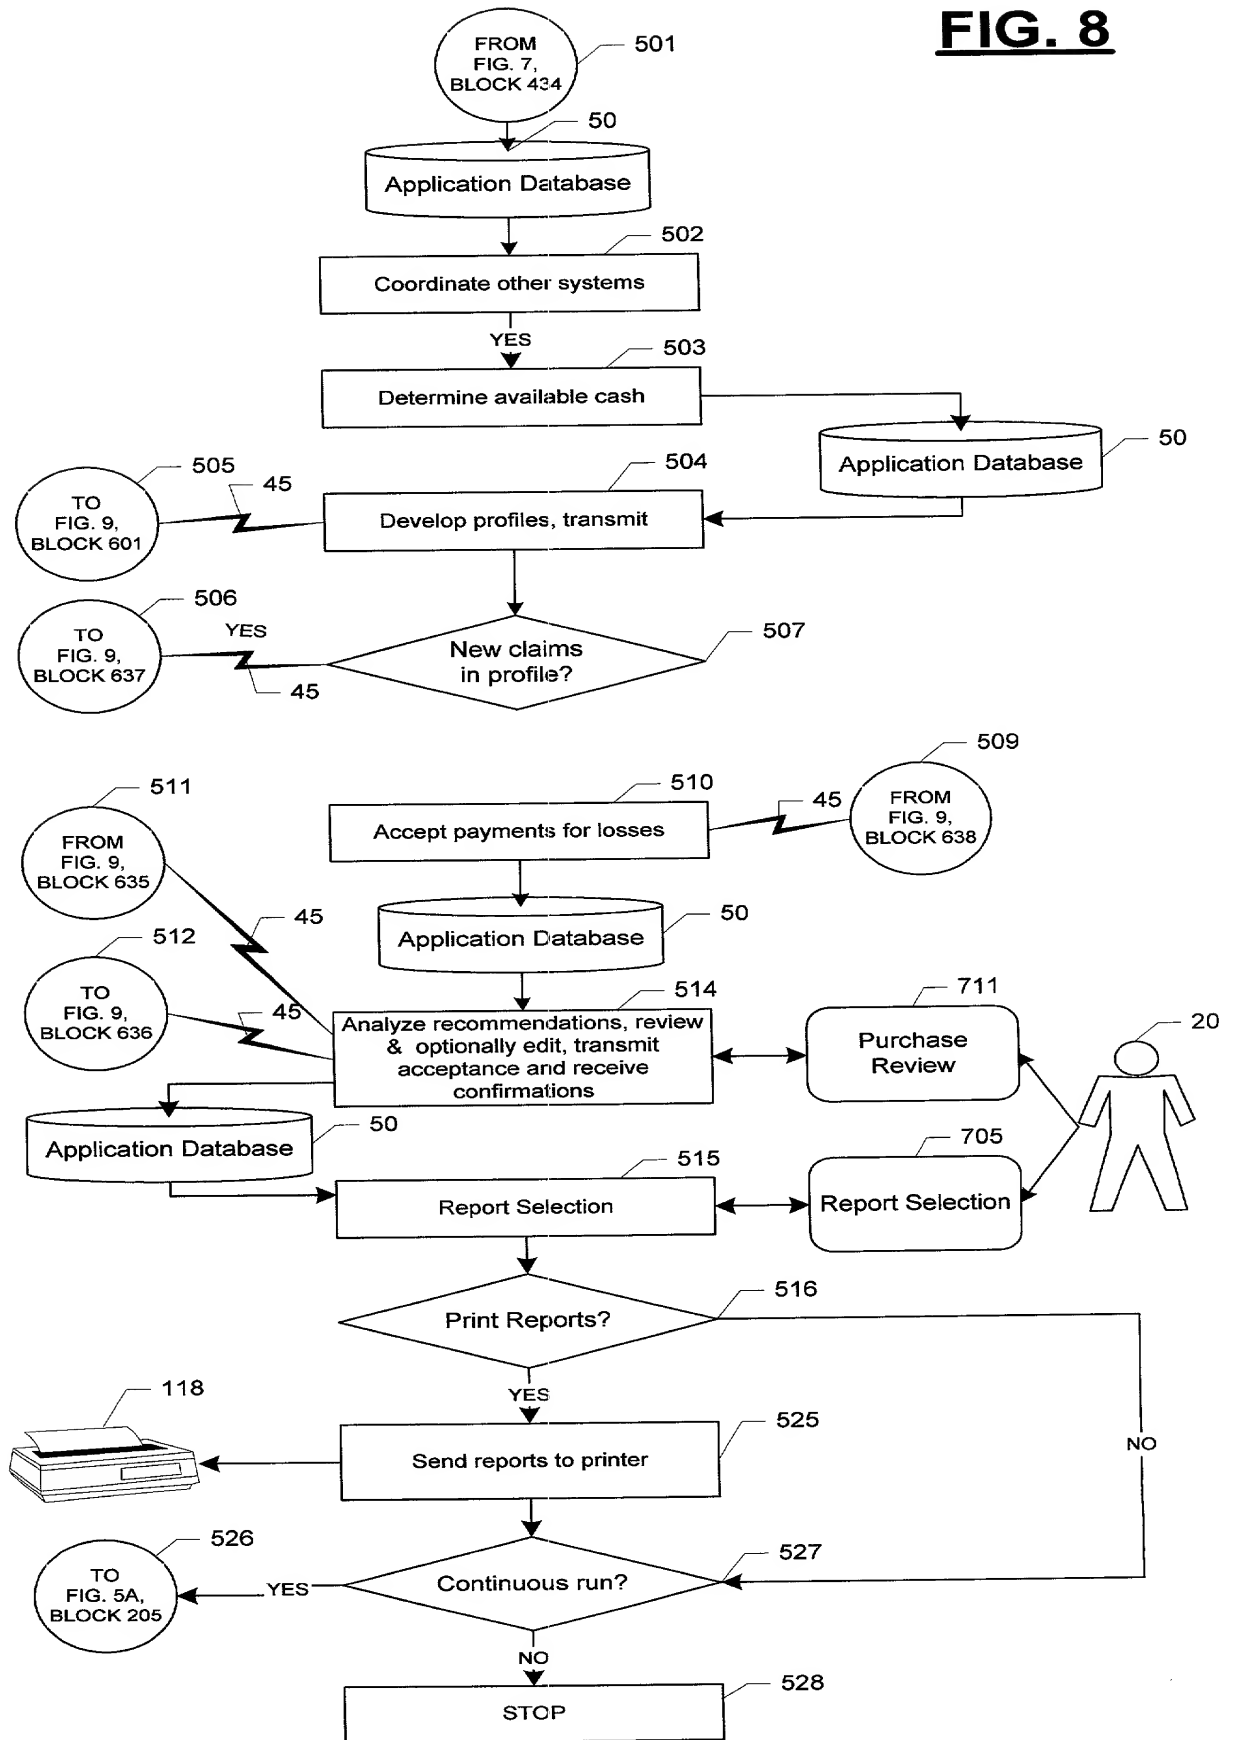 FIG. 8
FROM
FIG. 7,
BLOCK 434
501
50
Application Database
502
Coordinate other systems
YES
503
Determine available cash
50
Application Database
505
45
504
TO
FIG. 9,
BLOCK 601
Develop profiles, transmit
506
YES
TO
FIG. 9,
BLOCK 637
45
507
New claims
in profile?
509
511
510
45
FROM
FIG. 9,
BLOCK 638
Accept payments for losses
FROM
FIG. 9,
BLOCK 635
45
50
Application Database
512
TO
FIG. 9,
BLOCK 636
45
514
Analyze recommendations, review
& optionally edit, transmit
acceptance and receive
confirmations
711
Purchase
Review
20
50
Application Database
515
Report Selection
705
Report Selection
516
Print Reports?
YES
NO
118
525
Send reports to printer
526
TO
FIG. 5A,
BLOCK 205
YES
527
Continuous run?
NO
528
STOP